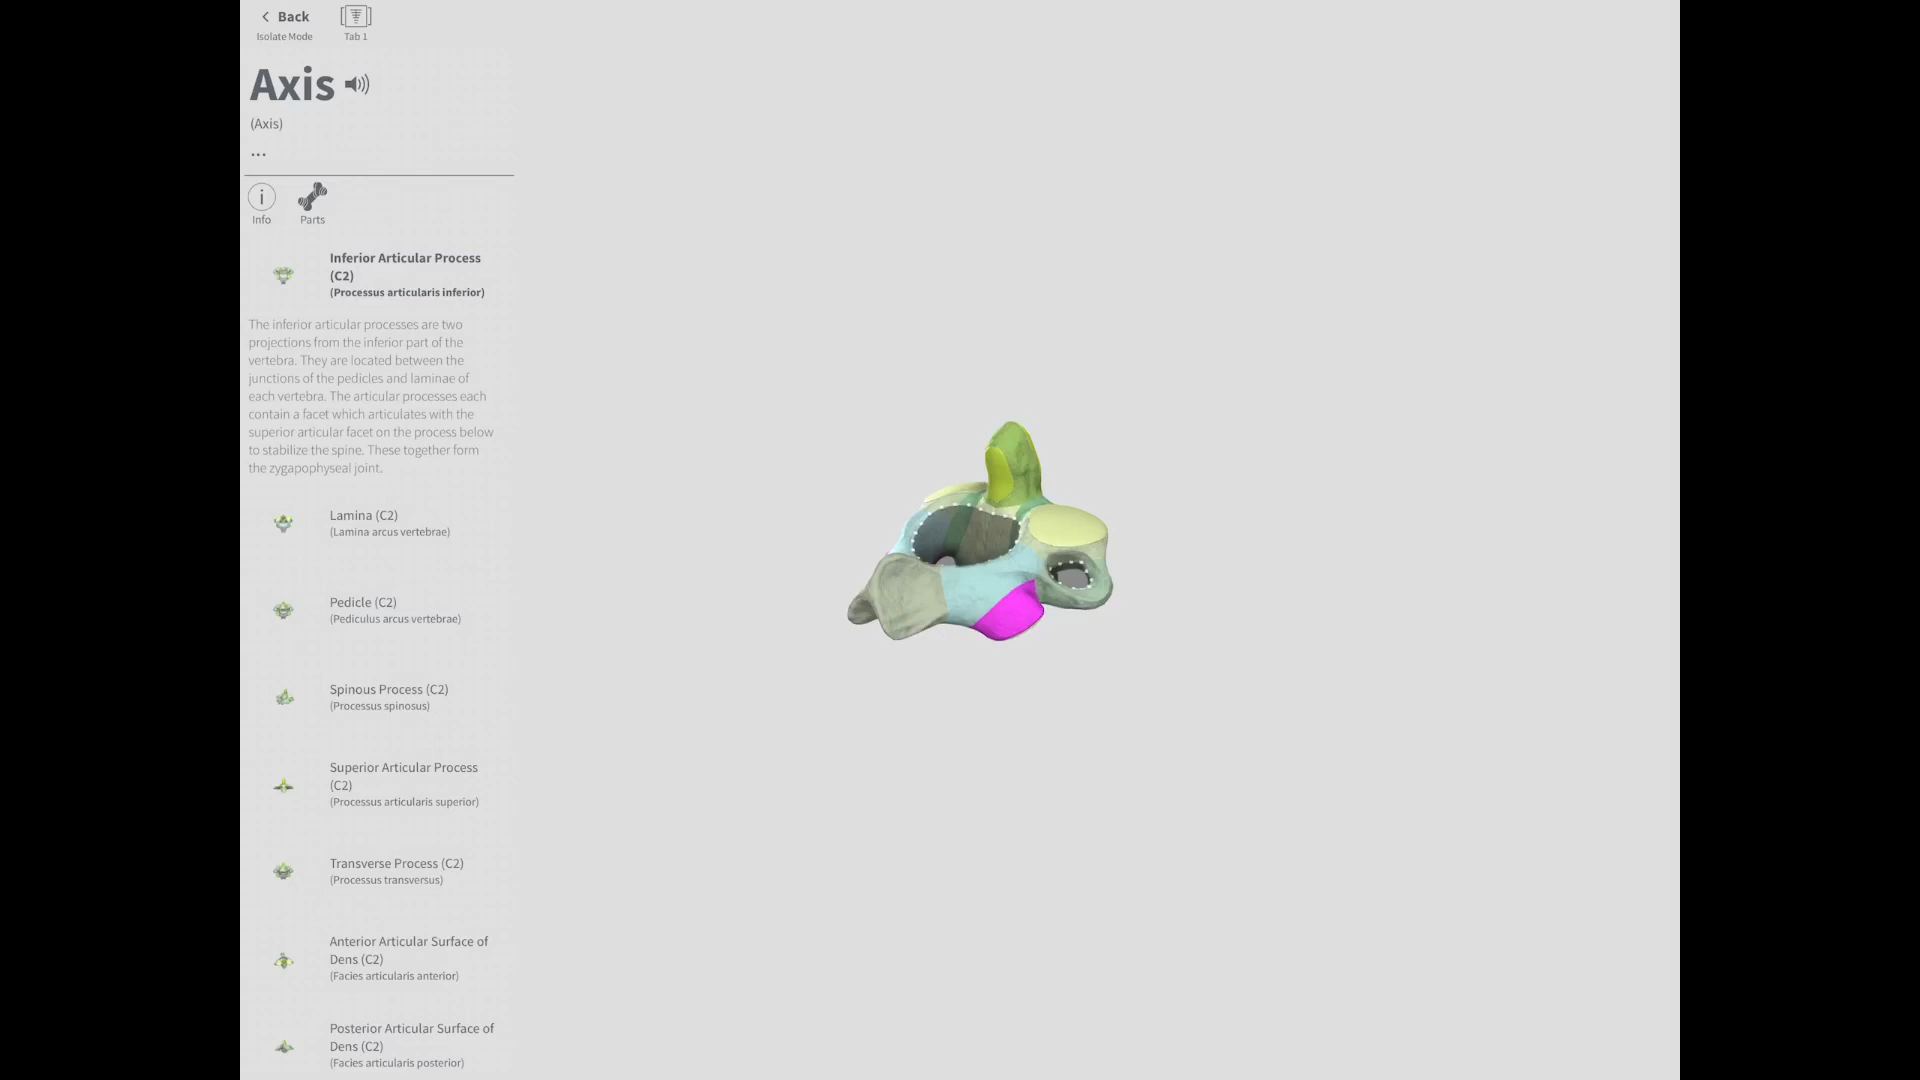 Back
Isolate Mode
Tab 1
Axis
(Axis)
...
Info
Parts
Inferior Articular Process
(C2)
(Processus articularis inferior)
The inferior articular processes are two
projections from the inferior part of the
vertebra. They are located between the
junctions of the pedicles and laminae of
each vertebra. The articular processes each
contain a facet which articulates with the
superior articular facet on the process below
to stabilize the spine. These together form
the zygapophyseal joint.
Lamina (C2)
(Lamina arcus vertebrae)
Pedicle (C2)
(Pediculus arcus vertebrae)
Spinous Process (C2)
(Processus spinosus)
Superior Articular Process
(C2)
(Processus articularis superior)
Transverse Process (C2)
(Processus transversus)
Anterior Articular Surface of
Dens (C2)
(Facies articularis anterior)
Posterior Articular Surface of
Dens (C2)
(Facies articularis posterior)